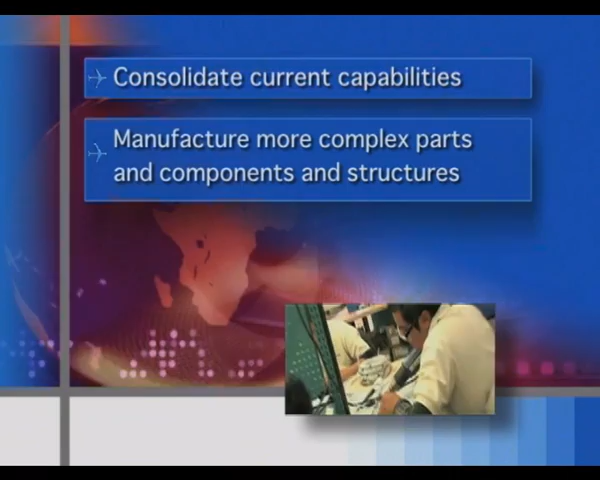 Consolidate current capabilities
Manufacture more complex parts
and components and structures